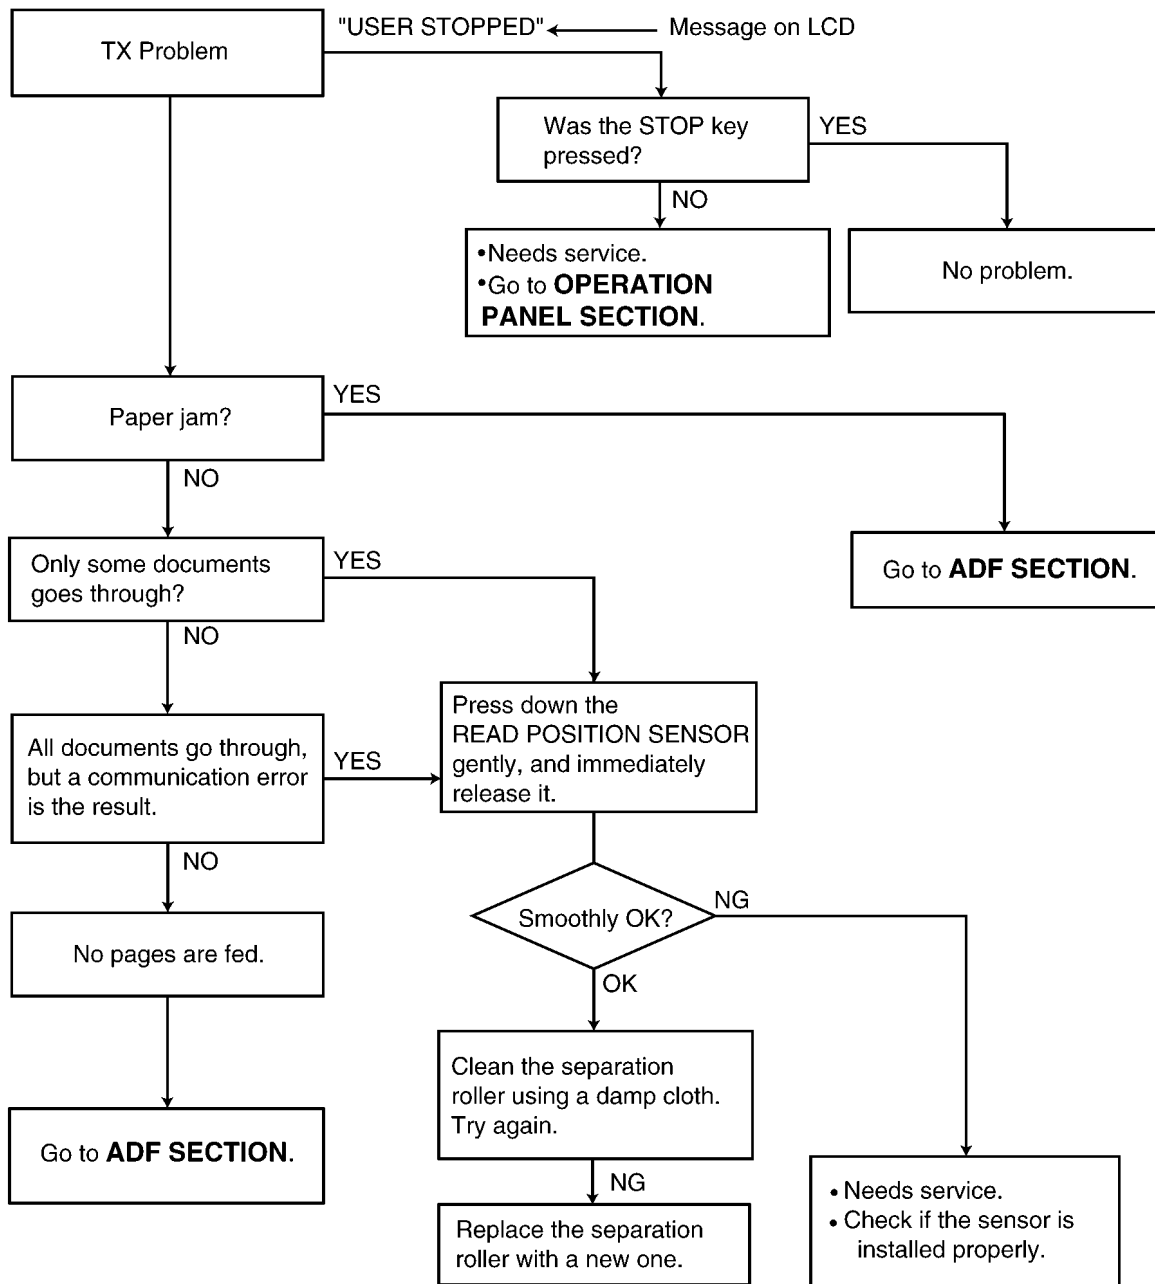 TX Problem
"USER STOPPED"
Message on LCD
Was the STOP key
pressed?
YES
NO
•Needs service.
•Go to OPERATION
PANEL SECTION.
No problem.
Paper jam?
YES
NO
Go to ADF SECTION.
Only some documents
goes through?
YES
NO
Press down the
READ POSITION SENSOR
gently, and immediately
release it.
All documents go through,
but a communication error
is the result.
YES
NO
Smoothly OK?
NG
OK
No pages are fed.
Clean the separation
roller using a damp cloth.
Try again.
Go to ADF SECTION.
NG
• Needs service.
• Check if the sensor is
installed properly.
Replace the separation
roller with a new one.